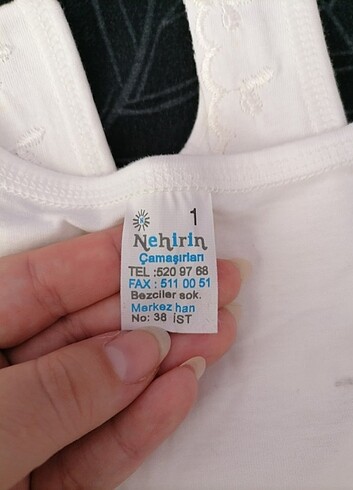 1
Nehirin
Çamaşırları
TEL :520 97 68
FAX : 511 00 51
Bezciler sok.
Merkez han
No: 38 İST